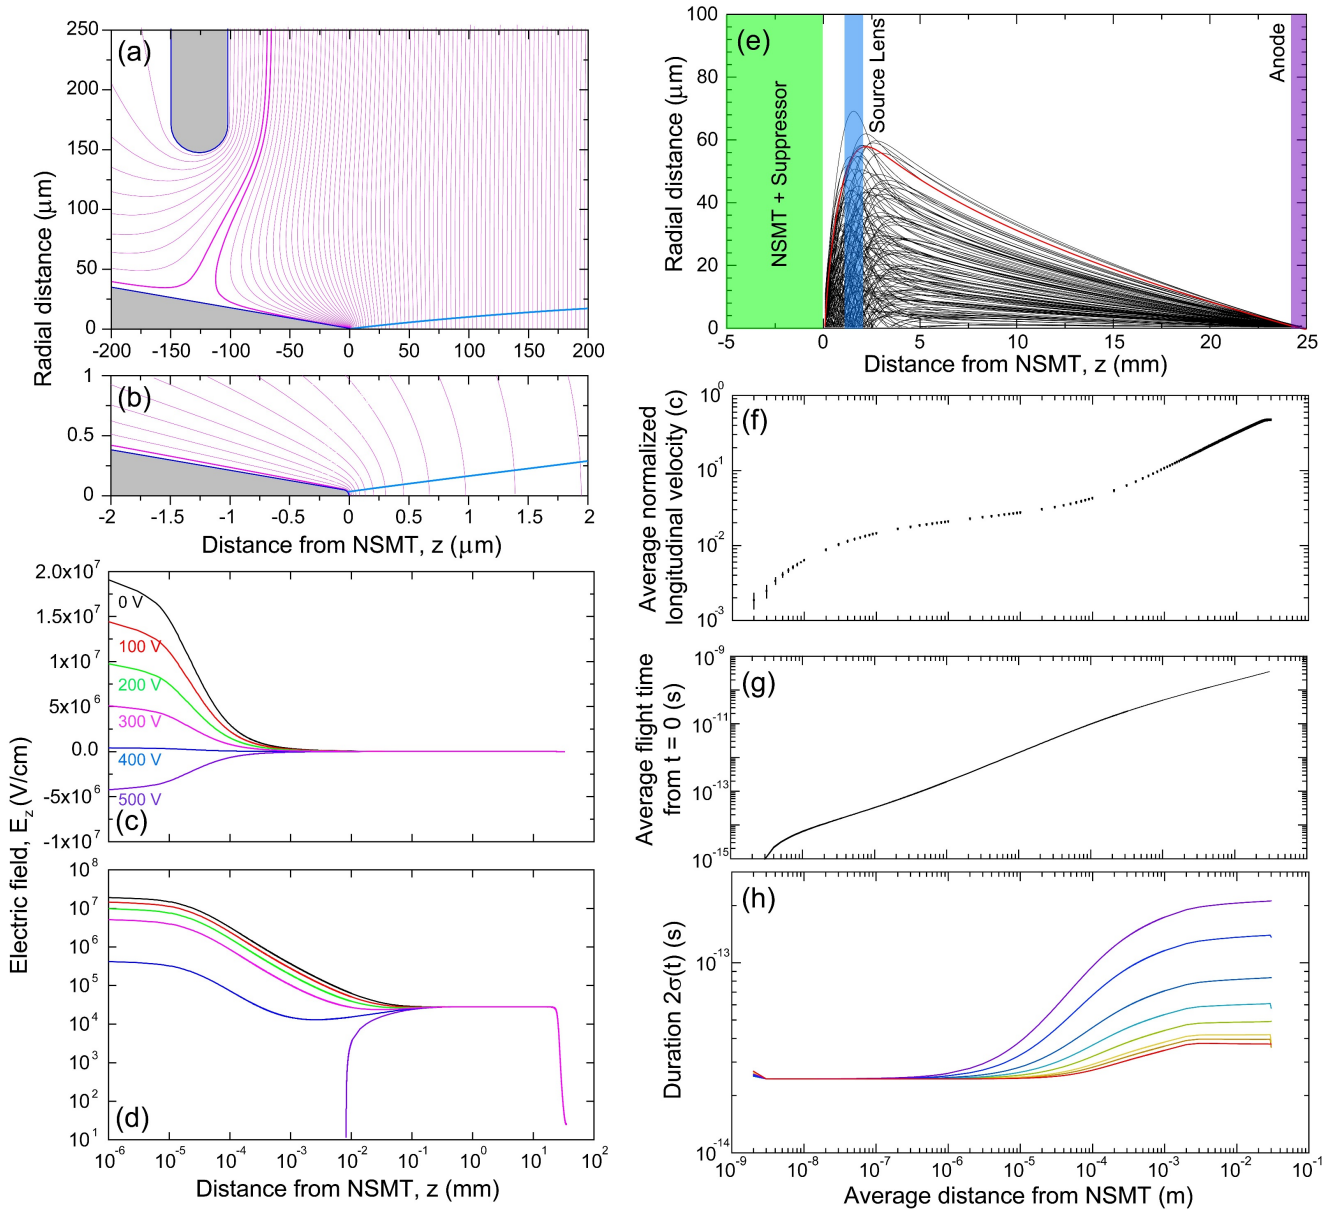 (a)
250
200
150
100
50
0
-200 -150 -100 -50 0 50 100 150 200
Radial distance (μm)
(b)
1
0.5
0
-2 -1.5 -1 -0.5 0 0.5 1 1.5 2
Distance from NSMT, z (μm)
2.0x10^7
1.5x10^7
1x10^7
5x10^6
0.0
-5x10^6
-1x10^7
0 V
100 V
200 V
300 V
400 V
500 V
(c)
Electric field, E_z (V/cm)
10^8
10^7
10^6
10^5
10^4
10^3
10^2
10^1
(d)
10^-6 10^-5 10^-4 10^-3 10^-2 10^-1 10^0 10^1 10^2
Distance from NSMT, z (mm)
(e)
100
80
60
40
20
0
Radial distance (μm)
NSMT + Suppressor
Source Lens
Anode
-5 0 5 10 15 20 25
Distance from NSMT, z (mm)
(f)
10^0
10^-1
10^-2
10^-3
Average normalized
longitudinal velocity (c)
(g)
10^-9
10^-11
10^-13
10^-15
Average flight time
from t = 0 (s)
(h)
10^-13
10^-14
Duration 2σ(t) (s)
10^-9 10^-8 10^-7 10^-6 10^-5 10^-4 10^-3 10^-2 10^-1
Average distance from NSMT (m)